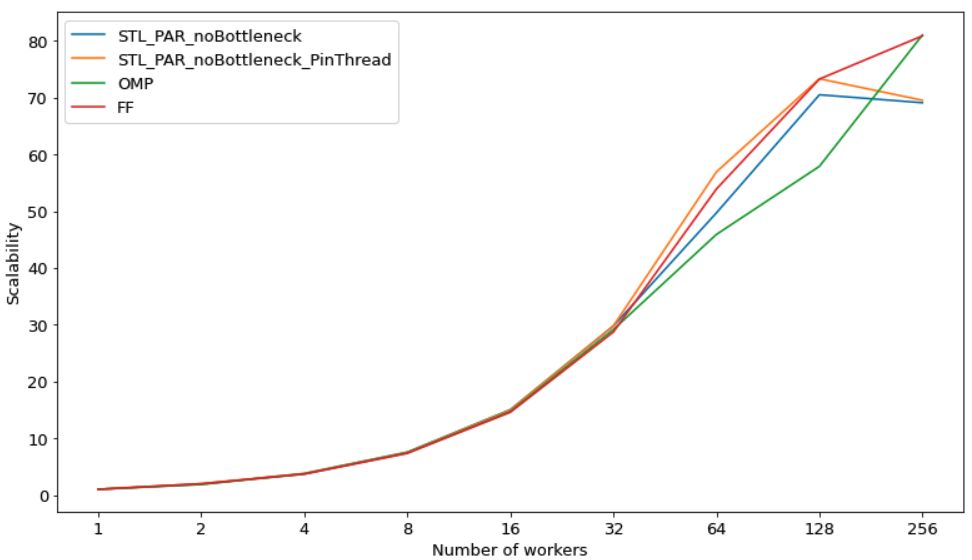 STL_PAR_noBottleneck
STL_PAR_noBottleneck_PinThread
OMP
FF
80
70
60
50
40
30
20
10
0
Scalability
1 2 4 8 16 32 64 128 256
Number of workers